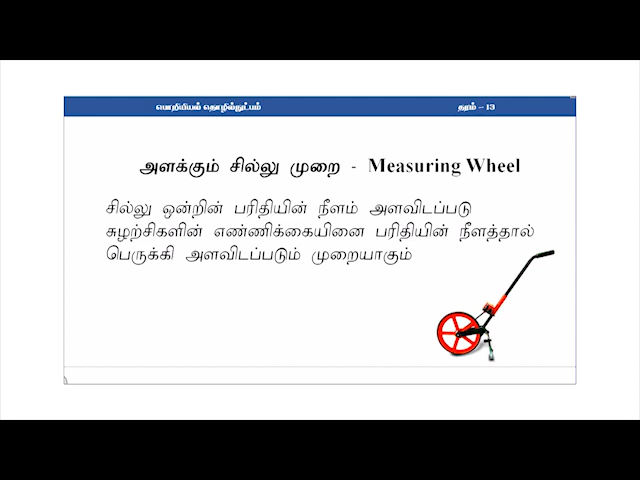 பொறியியல் தொழில்நுட்பம்
தரம் – 13
அளக்கும் சில்லு முறை - Measuring Wheel
சில்லு ஒன்றின் பரிதியின் நீளம் அளவிடப்படு
சுழற்சிகளின் எண்ணிக்கையினை பரிதியின் நீளத்தால்
பெருக்கி அளவிடப்படும் முறையாகும்